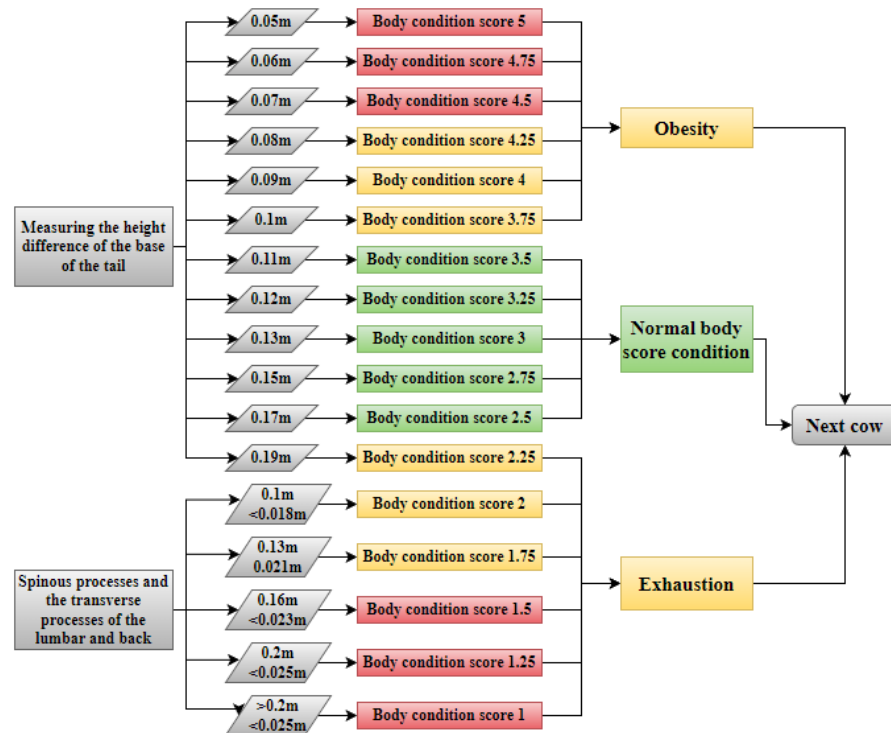 0.05m
Body condition score 5
0.06m
Body condition score 4.75
0.07m
Body condition score 4.5
0.08m
Body condition score 4.25
0.09m
Body condition score 4
0.1m
Body condition score 3.75
Obesity
Measuring the height
difference of the base
of the tail
0.11m
Body condition score 3.5
0.12m
Body condition score 3.25
0.13m
Body condition score 3
0.15m
Body condition score 2.75
0.17m
Body condition score 2.5
Normal body
score condition
Next cow
0.19m
Body condition score 2.25
0.1m
<0.018m
Body condition score 2
0.13m
0.021m
Body condition score 1.75
Spinous processes and
the transverse
processes of the
lumbar and back
0.16m
<0.023m
Body condition score 1.5
0.2m
<0.025m
Body condition score 1.25
>0.2m
<0.025m
Body condition score 1
Exhaustion